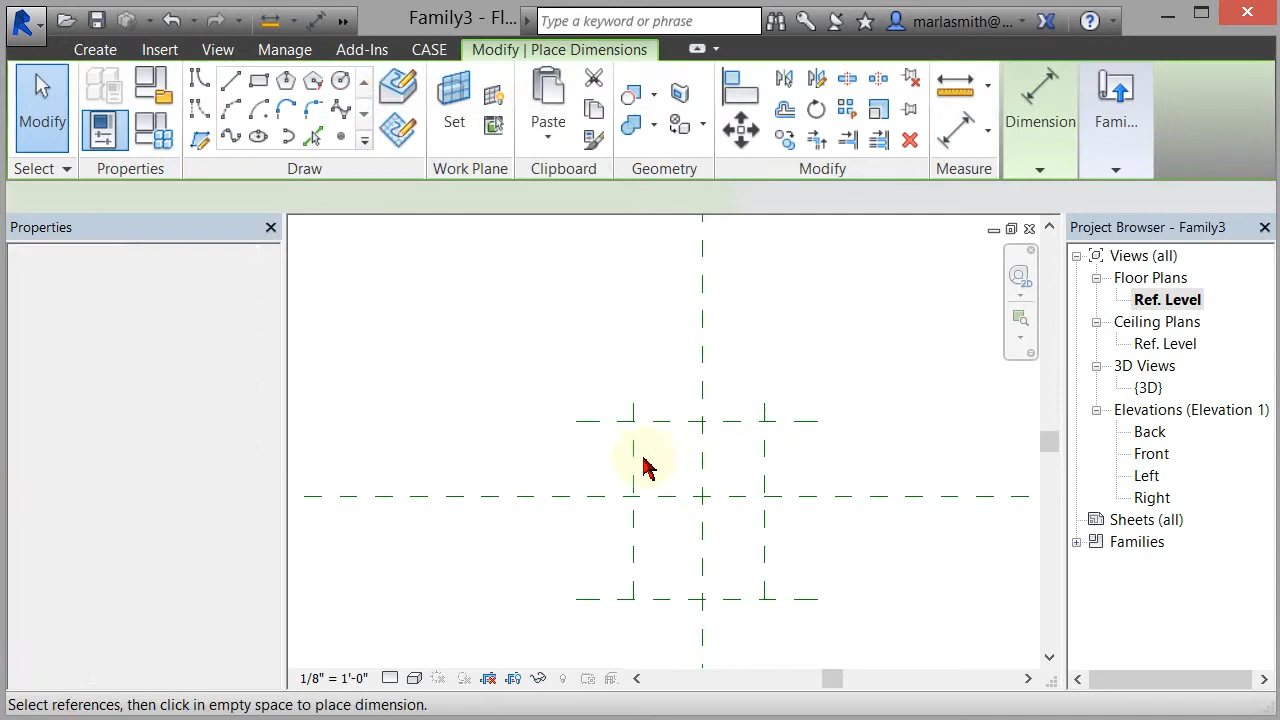 Family3 - Fl...
Type a keyword or phrase
marlasmith@...
Create
Insert
View
Manage
Add-Ins
CASE
Modify | Place Dimensions
Modify
Set
Paste
Dimension
Fami...
Select
Properties
Draw
Work Plane
Clipboard
Geometry
Modify
Measure
Properties
2D
Project Browser - Family3
Views (all)
Floor Plans
Ref. Level
Ceiling Plans
Ref. Level
3D Views
{3D}
Elevations (Elevation 1)
Back
Front
Left
Right
Sheets (all)
Families
1/8" = 1'-0"
Select references, then click in empty space to place dimension.